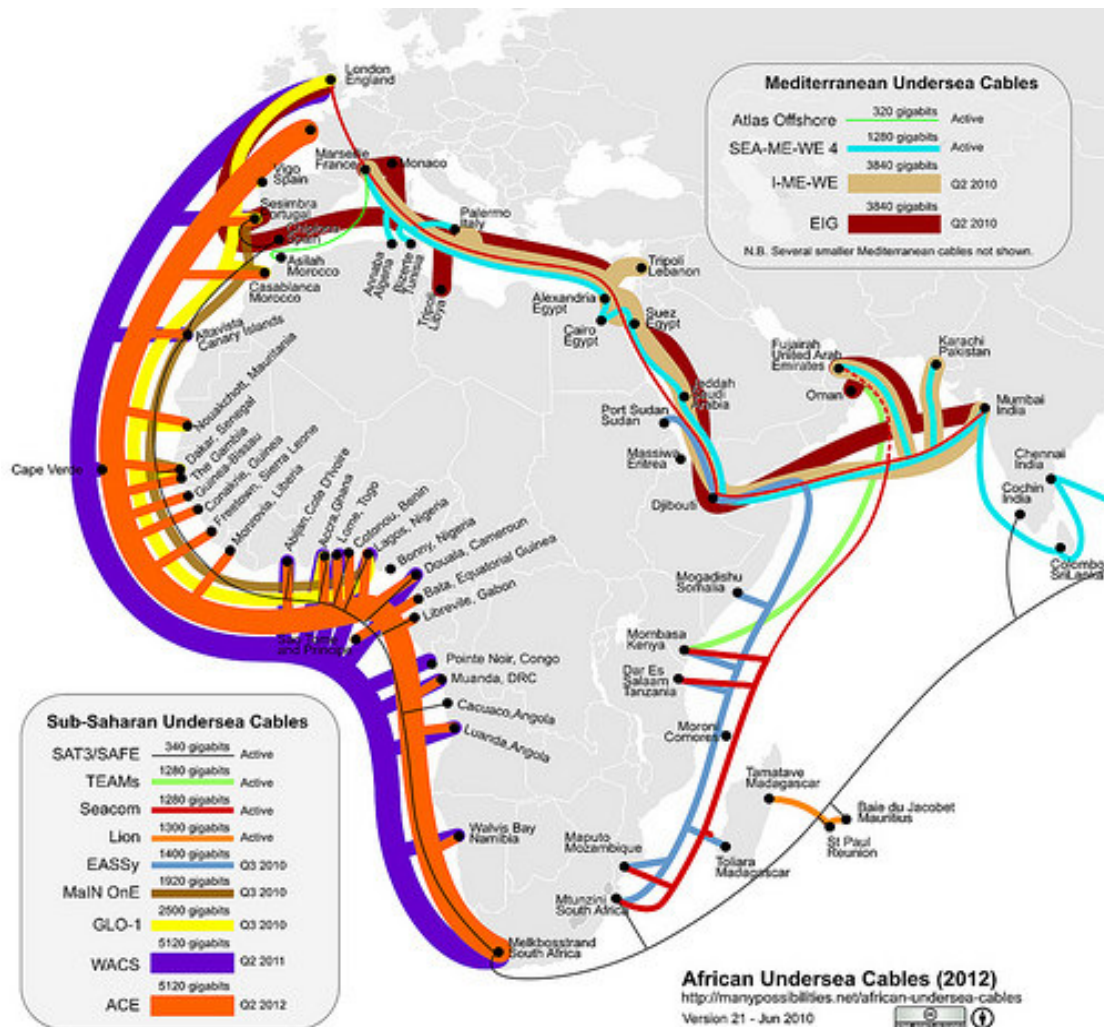 London
England
Marseille
France
Monaco
Vigo
Spain
Sesimbra
Portugal
Spain
Asilah
Morocco
Casablanca
Morocco
Annaba
Algeria
Bizerte
Tunisia
Palermo
Italy
Tripoli
Libya
Tripoli
Lebanon
Alexandria
Egypt
Cairo
Egypt
Suez
Egypt
Altavista
Canary Islands
Nouakchott, Mauritania
Dakar, Senegal
The Gambia
Guinea-Bissau
Conakrie, Guinea
Freetown, Sierra Leone
Monrovia, Liberia
Cape Verde
Abijan, Cote D'Ivoire
Accra, Ghana
Lome, Togo
Cotonou, Benin
Lagos, Nigeria
Bonny, Nigeria
Douala, Cameroun
Bata, Equatorial Guinea
Libreville, Gabon
Sao Tome
and Principe
Pointe Noir, Congo
Muanda, DRC
Cacuaco,Angola
Luanda,Angola
Walvis Bay
Namibia
Melkbosstrand
South Africa
Jeddah
Saudi
Arabia
Port Sudan
Sudan
Massiwa
Eritrea
Djibouti
Fujairah
United Arab
Emirates
Oman
Karachi
Pakistan
Mumbai
India
Chennai
India
Cochin
India
Colombo
SriLanka
Mogadishu
Somalia
Mombasa
Kenya
Dar Es
Salaam
Tanzania
Moroni
Comores
Tamatave
Madagascar
Baie du Jacobet
Mauritius
St Paul
Reunion
Maputo
Mozambique
Toliara
Madagascar
Mtunzini
South Africa
Mediterranean Undersea Cables
Atlas Offshore 320 gigabits Active
SEA-ME-WE 4 1280 gigabits Active
I-ME-WE 3840 gigabits Q2 2010
EIG 3840 gigabits Q2 2010
N.B. Several smaller Mediterranean cables not shown.
Sub-Saharan Undersea Cables
SAT3/SAFE 340 gigabits Active
TEAMs 1280 gigabits Active
Seacom 1280 gigabits Active
Lion 1300 gigabits Active
EASSy 1400 gigabits Q3 2010
MaIN OnE 1920 gigabits Q3 2010
GLO-1 2500 gigabits Q3 2010
WACS 5120 gigabits Q2 2011
ACE 5120 gigabits Q2 2012
African Undersea Cables (2012)
http://manypossibilities.net/african-undersea-cables
Version 21 - Jun 2010